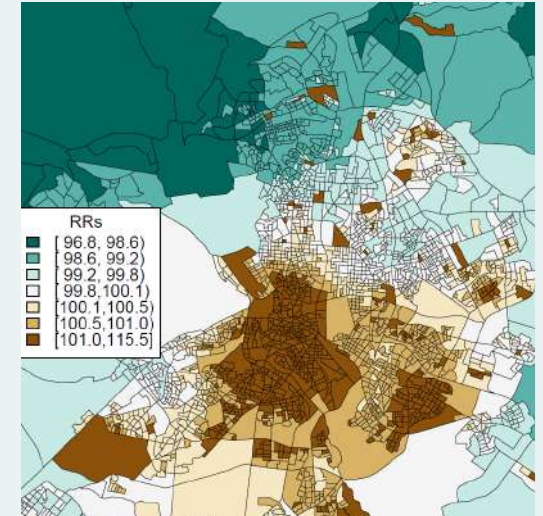 RRs
[ 96.8, 98.6)
[ 98.6, 99.2)
[ 99.2, 99.8)
[ 99.8,100.1)
[100.1,100.5)
[100.5,101.0)
[101.0,115.5]